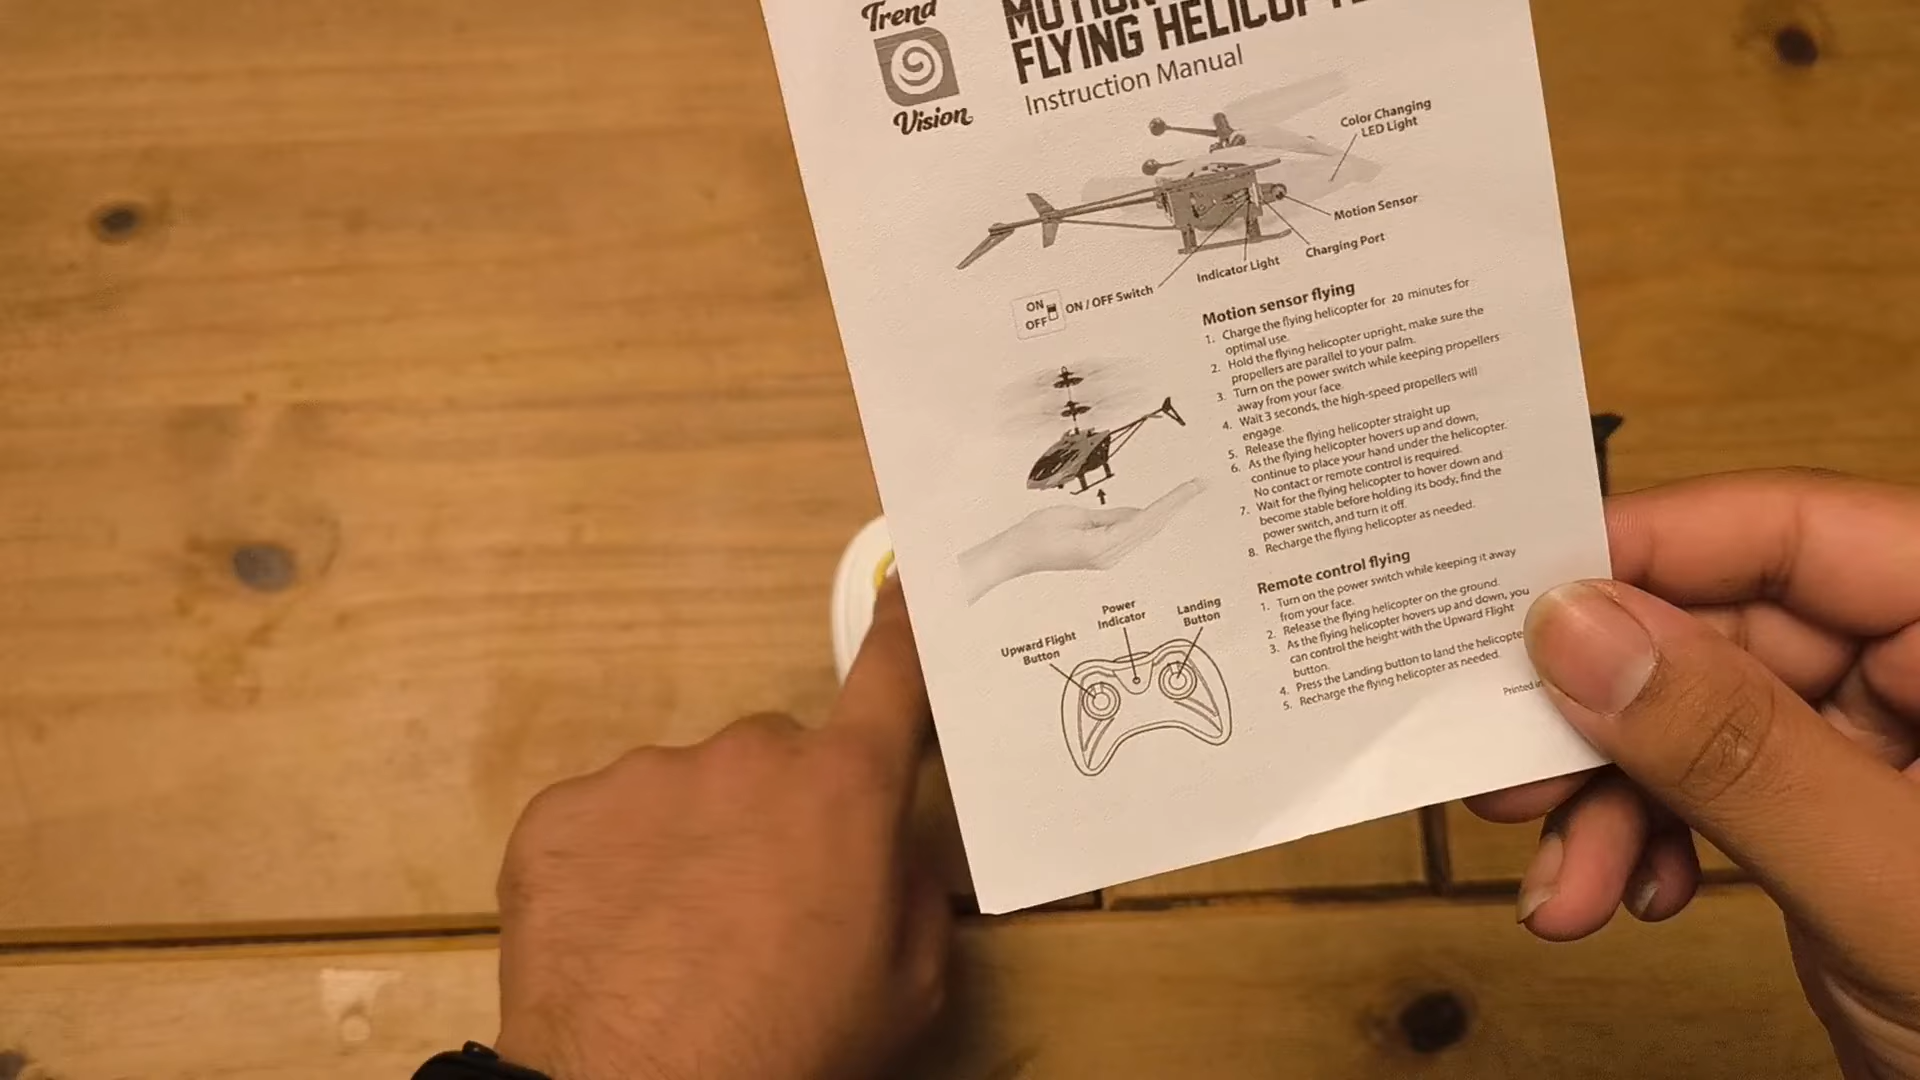 Trend
Vision
MOTION
FLYING HELICOPTE
Instruction Manual
Color Changing
LED Light
Motion Sensor
Charging Port
Indicator Light
ON
OFF
ON / OFF Switch
Motion sensor flying
1. Charge the flying helicopter for 20 minutes for
optimal use.
2. Hold the flying helicopter upright, make sure the
propellers are parallel to your palm.
3. Turn on the power switch while keeping propellers
away from your face.
4. Wait 3 seconds, the high-speed propellers will
engage.
5. Release the flying helicopter straight up
6. As the flying helicopter hovers up and down,
continue to place your hand under the helicopter.
No contact or remote control is required.
7. Wait for the flying helicopter to hover down and
become stable before holding its body, find the
power switch, and turn it off.
8. Recharge the flying helicopter as needed.
Upward Flight
Button
Power
Indicator
Landing
Button
Remote control flying
1. Turn on the power switch while keeping it away
from your face.
2. Release the flying helicopter on the ground.
3. As the flying helicopter hovers up and down, you
can control the height with the Upward Flight
button.
4. Press the Landing button to land the helicopte
5. Recharge the flying helicopter as needed.
Printed in